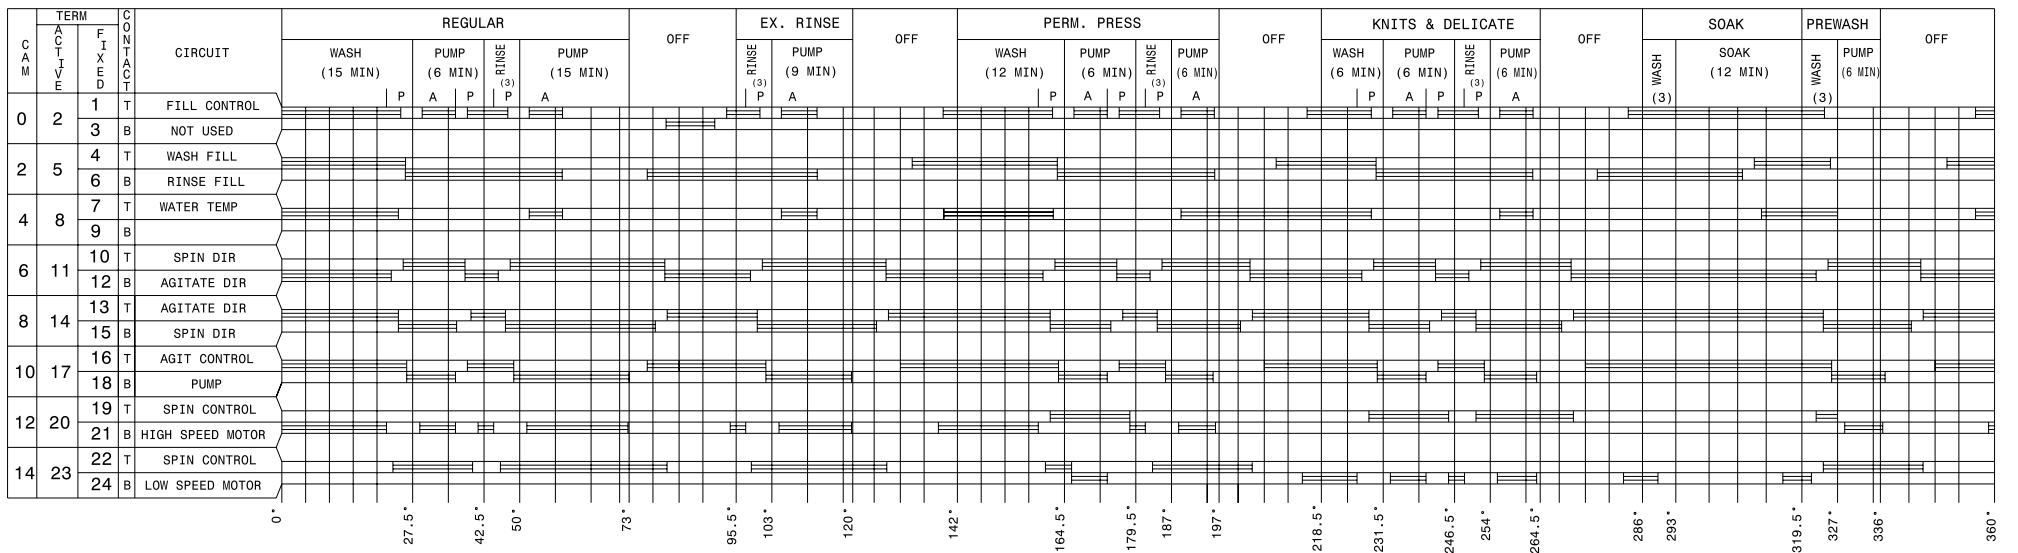 CAM
TERM
ACTIVE
FIXED
CONTACT
CIRCUIT
REGULAR
WASH
(15 MIN)
P
PUMP
(6 MIN)
A
P
RINSE
(3)
P
PUMP
(15 MIN)
A
OFF
EX. RINSE
RINSE
(3)
P
PUMP
(9 MIN)
A
OFF
PERM. PRESS
WASH
(12 MIN)
P
PUMP
(6 MIN)
A
P
RINSE
(3)
P
PUMP
(6 MIN)
A
OFF
KNITS & DELICATE
WASH
(6 MIN)
P
PUMP
(6 MIN)
A
P
RINSE
(3)
P
PUMP
(6 MIN)
A
OFF
SOAK
WASH
(3)
SOAK
(12 MIN)
PREWASH
WASH
(3)
PUMP
(6 MIN)
OFF
0 2 1 T FILL CONTROL
3 B NOT USED
2 5 4 T WASH FILL
6 B RINSE FILL
4 8 7 T WATER TEMP
9 B
6 11 10 T SPIN DIR
12 B AGITATE DIR
8 14 13 T AGITATE DIR
15 B SPIN DIR
10 17 16 T AGIT CONTROL
18 B PUMP
12 20 19 T SPIN CONTROL
21 B HIGH SPEED MOTOR
14 23 22 T SPIN CONTROL
24 B LOW SPEED MOTOR
0°
27.5°
42.5°
50°
73°
95.5°
103°
120°
142°
164.5°
179.5°
187°
197°
218.5°
231.5°
246.5°
254°
264.5°
286°
293°
319.5°
327°
336°
360°